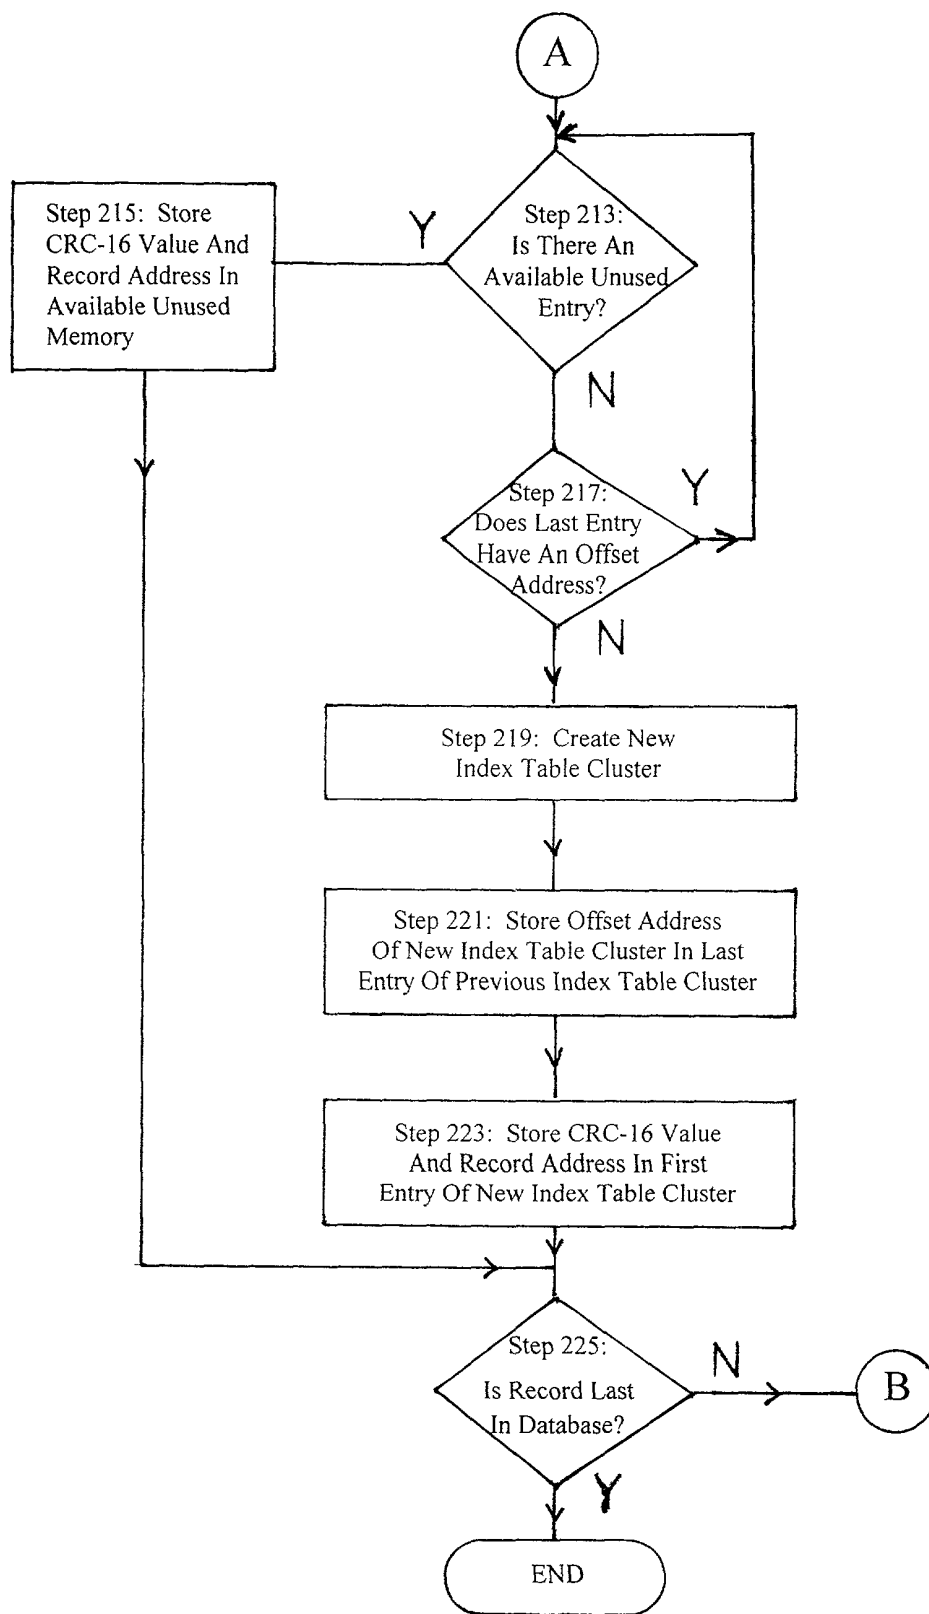 A
Step 215: Store
CRC-16 Value And
Record Address In
Available Unused
Memory
Y
Step 213:
Is There An
Available Unused
Entry?
N
Step 217:
Does Last Entry
Have An Offset
Address?
Y
N
Step 219: Create New
Index Table Cluster
Step 221: Store Offset Address
Of New Index Table Cluster In Last
Entry Of Previous Index Table Cluster
Step 223: Store CRC-16 Value
And Record Address In First
Entry Of New Index Table Cluster
Step 225:
Is Record Last
In Database?
N
B
Y
END